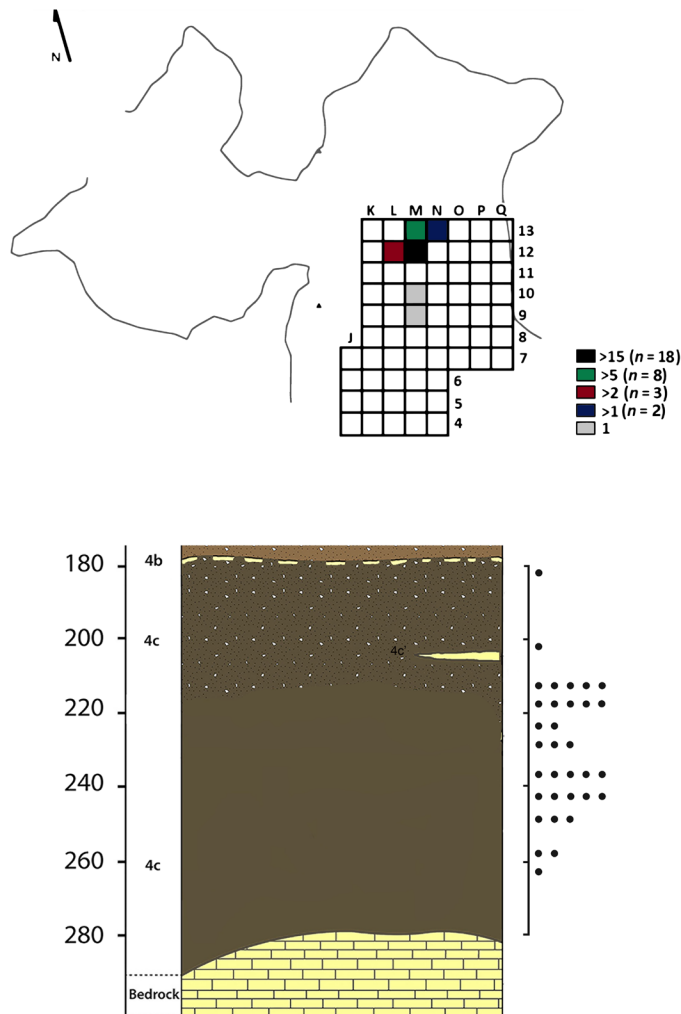 N
K L M N O P Q
13
12
11
10
9
8
J
7
6
5
4
>15 (n = 18)
>5 (n = 8)
>2 (n = 3)
>1 (n = 2)
1
180
4b
200
4c
4c'
220
240
260
4c
280
Bedrock